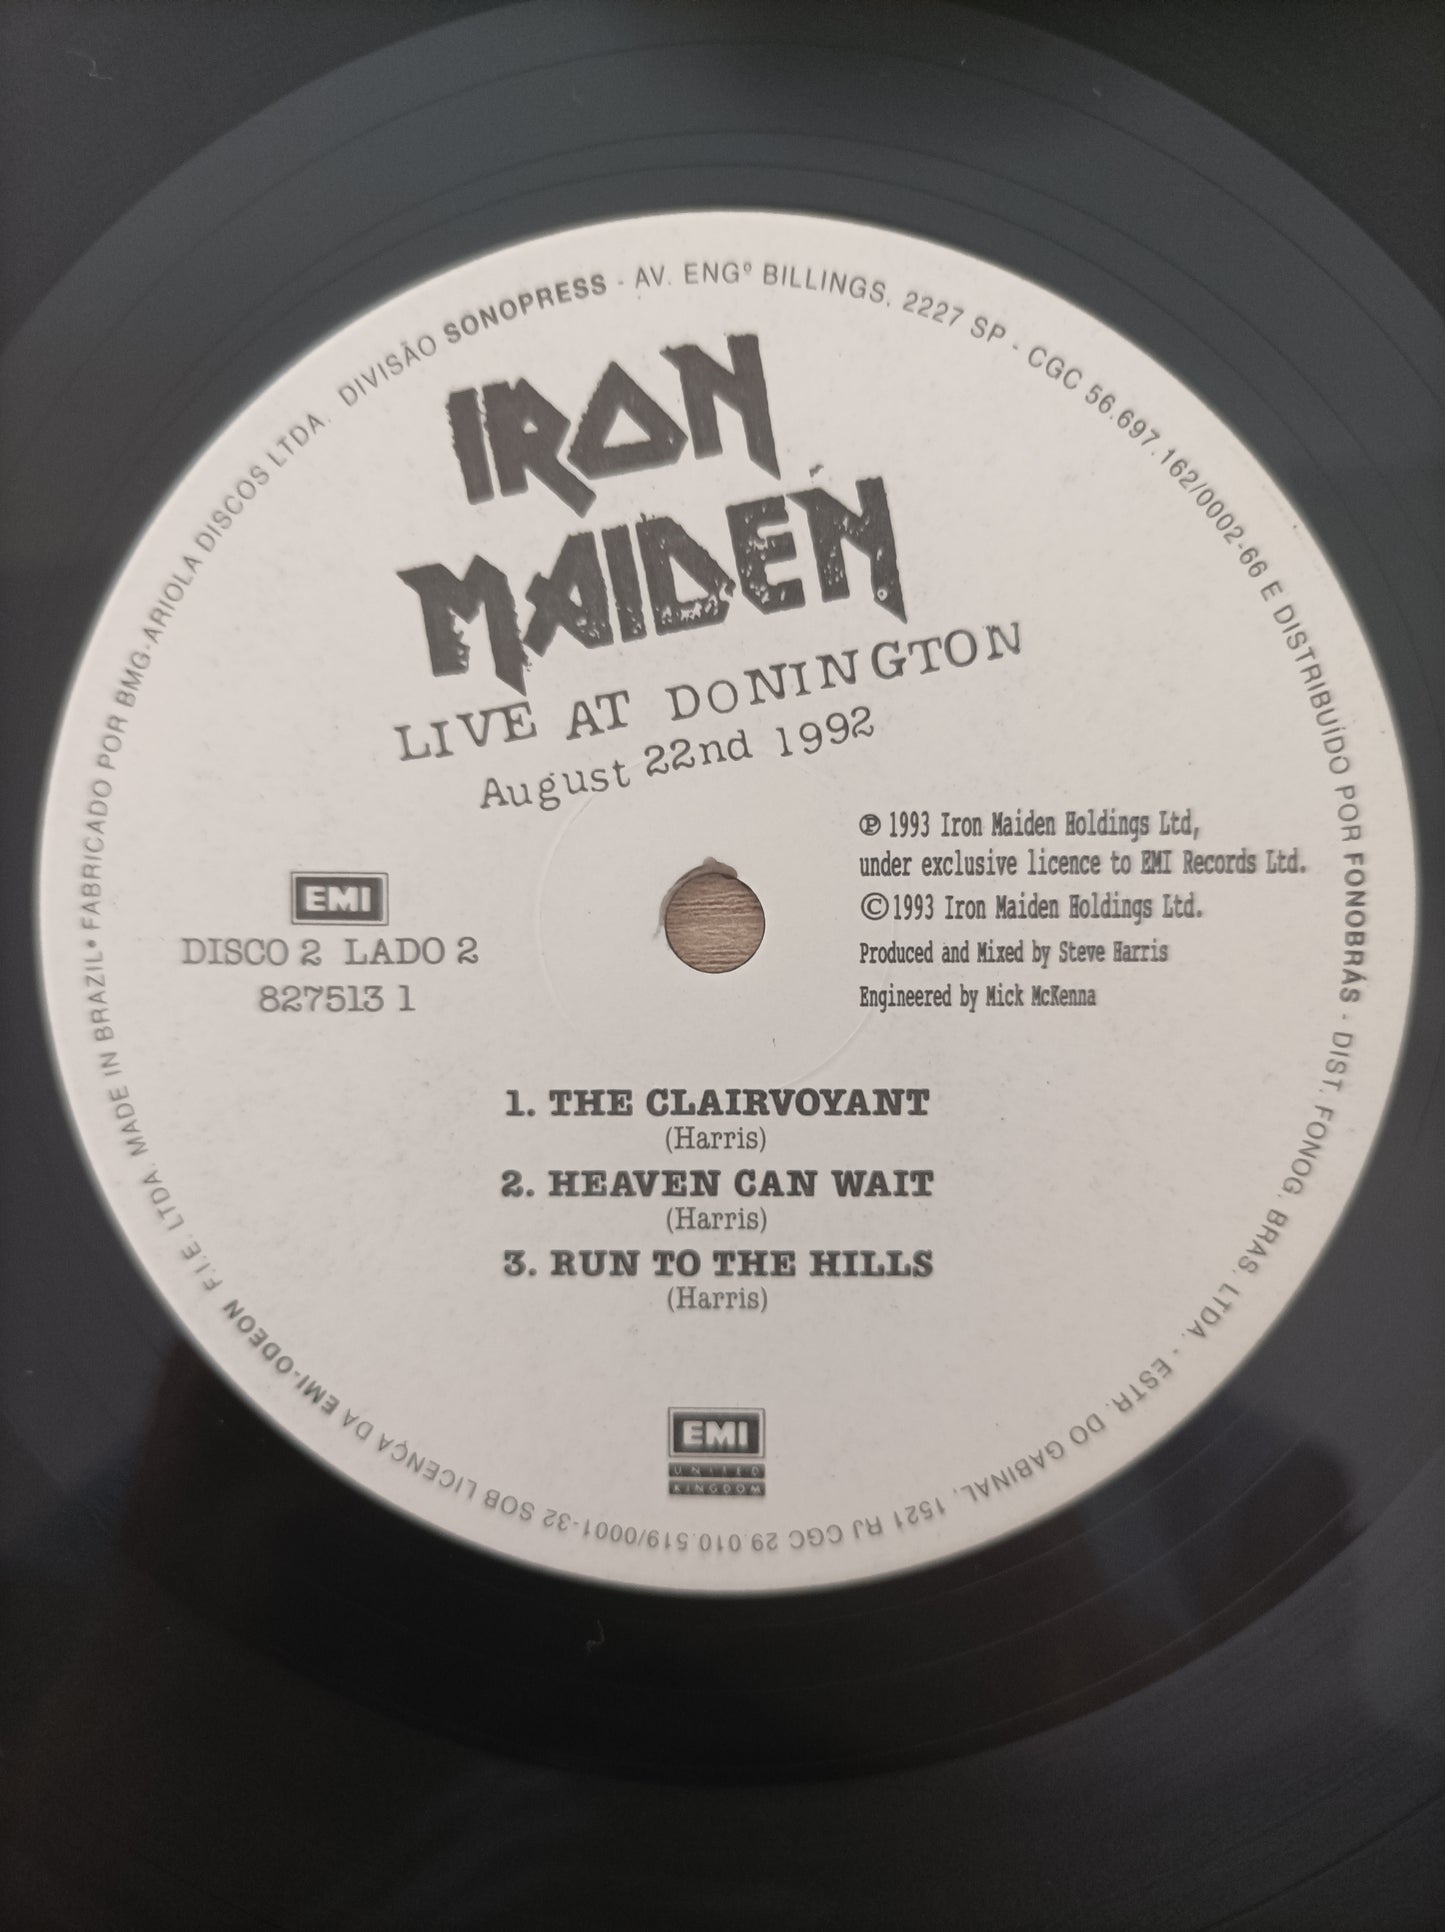 FABRICADO POR BMG-ARIOLA DISCOS LTDA. DIVISÃO SONOPRESS - AV. ENGº BILLINGS, 2227 SP - CGC 56.697.162/0002-66 E DISTRIBUÍDO POR FONOBRÁS - DIST. FONOG. BRAS. LTDA. - ESTR. DO GABINAL, 1521 RJ CGC 29.010.519/0001-32 SOB LICENÇA DA EMI-ODEON F.I.E. LTDA. MADE IN BRAZIL•
IRON
MAIDEN
LIVE AT DONINGTON
August 22nd 1992
EMI
DISCO 2 LADO 2
827513 1
℗ 1993 Iron Maiden Holdings Ltd,
under exclusive licence to EMI Records Ltd.
© 1993 Iron Maiden Holdings Ltd.
Produced and Mixed by Steve Harris
Engineered by Mick McKenna
1. THE CLAIRVOYANT
(Harris)
2. HEAVEN CAN WAIT
(Harris)
3. RUN TO THE HILLS
(Harris)
EMI
UNITED
KINGDOM